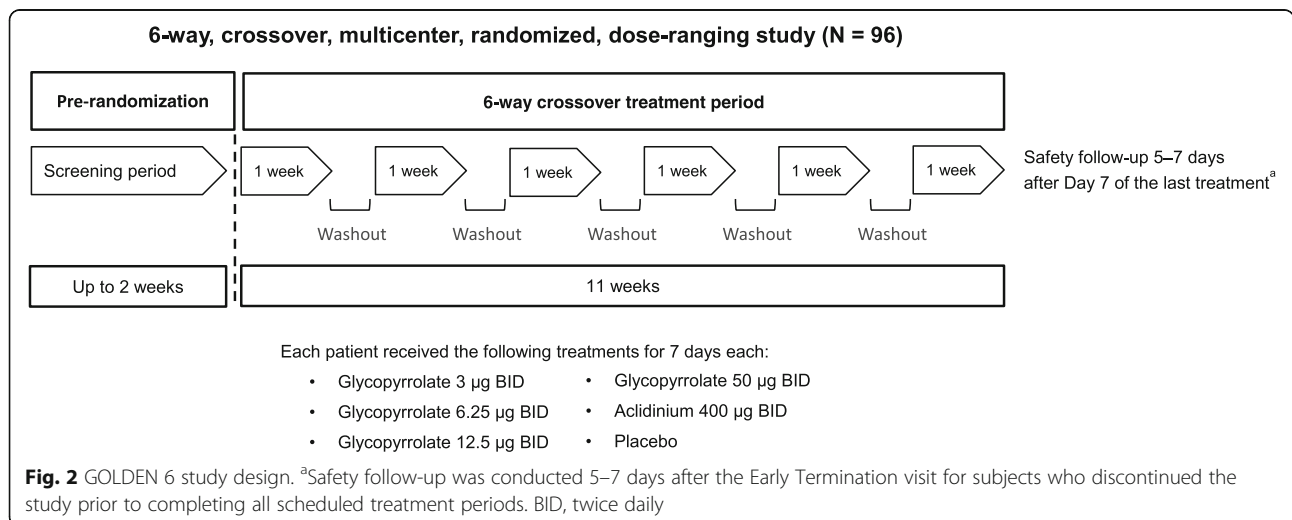 6-way, crossover, multicenter, randomized, dose-ranging study (N = 96)
Pre-randomization
6-way crossover treatment period
Screening period
1 week
1 week
1 week
1 week
1 week
1 week
Safety follow-up 5–7 days
after Day 7 of the last treatmentᵃ
Washout
Washout
Washout
Washout
Washout
Up to 2 weeks
11 weeks
Each patient received the following treatments for 7 days each:
• Glycopyrrolate 3 µg BID
• Glycopyrrolate 6.25 µg BID
• Glycopyrrolate 12.5 µg BID
• Glycopyrrolate 50 µg BID
• Aclidinium 400 µg BID
• Placebo
Fig. 2 GOLDEN 6 study design. ᵃSafety follow-up was conducted 5–7 days after the Early Termination visit for subjects who discontinued the
study prior to completing all scheduled treatment periods. BID, twice daily